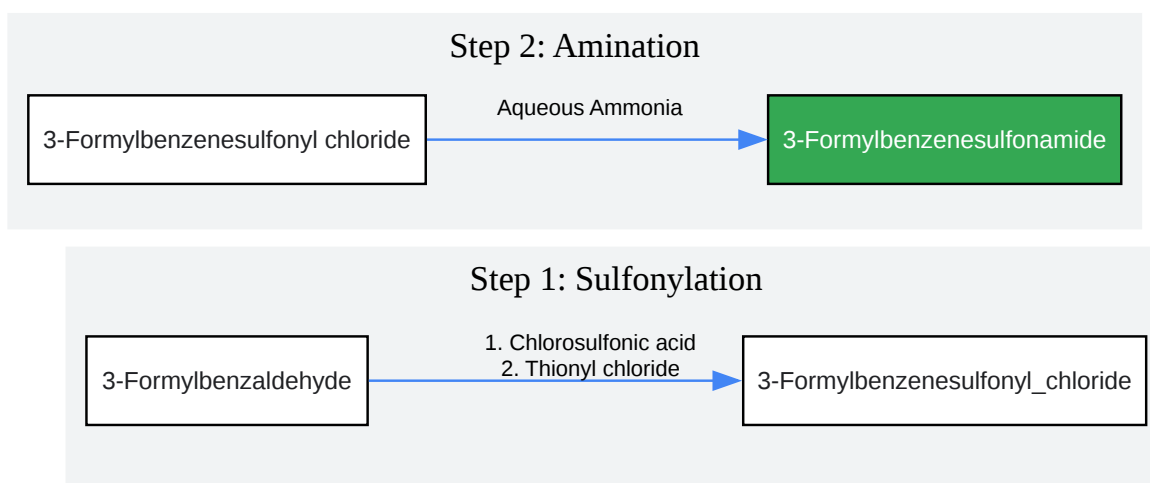 Step 2: Amination
3-Formylbenzenesulfonyl chloride
Aqueous Ammonia
3-Formylbenzenesulfonamide
Step 1: Sulfonylation
3-Formylbenzaldehyde
1. Chlorosulfonic acid
2. Thionyl chloride
3-Formylbenzenesulfonyl_chloride